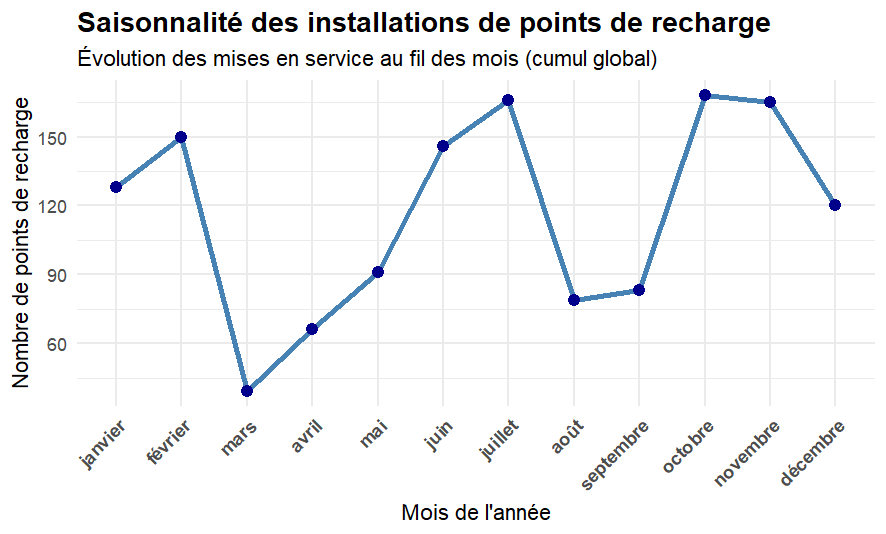 Saisonnalité des installations de points de recharge
Évolution des mises en service au fil des mois (cumul global)
Nombre de points de recharge
150
120
90
60
janvier
février
mars
avril
mai
juin
juillet
août
septembre
octobre
novembre
décembre
Mois de l'année